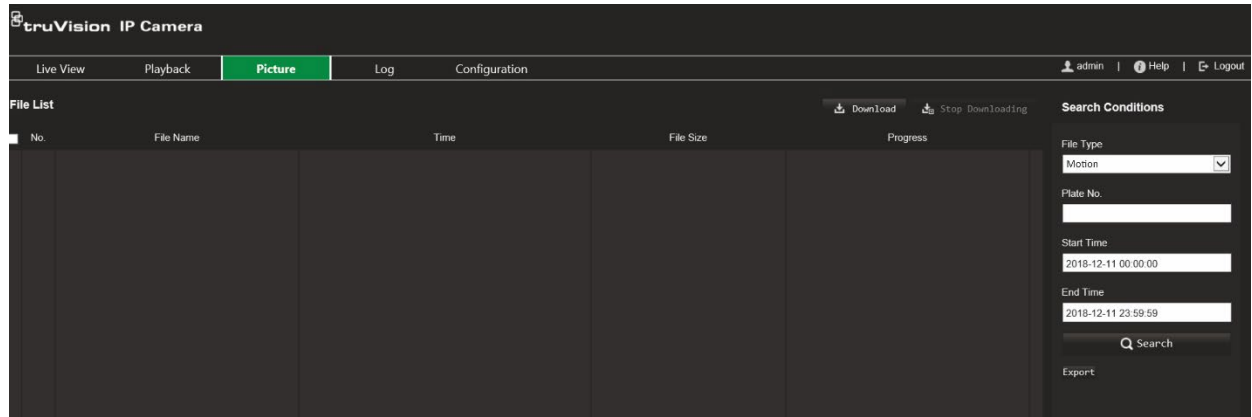 truVision IP Camera
Live View Playback Picture Log Configuration admin | Help | Logout
File List Download Stop Downloading
No. File Name Time File Size Progress
Search Conditions
File Type
Motion
Plate No.
Start Time
2018-12-11 00:00:00
End Time
2018-12-11 23:59:59
Search
Export